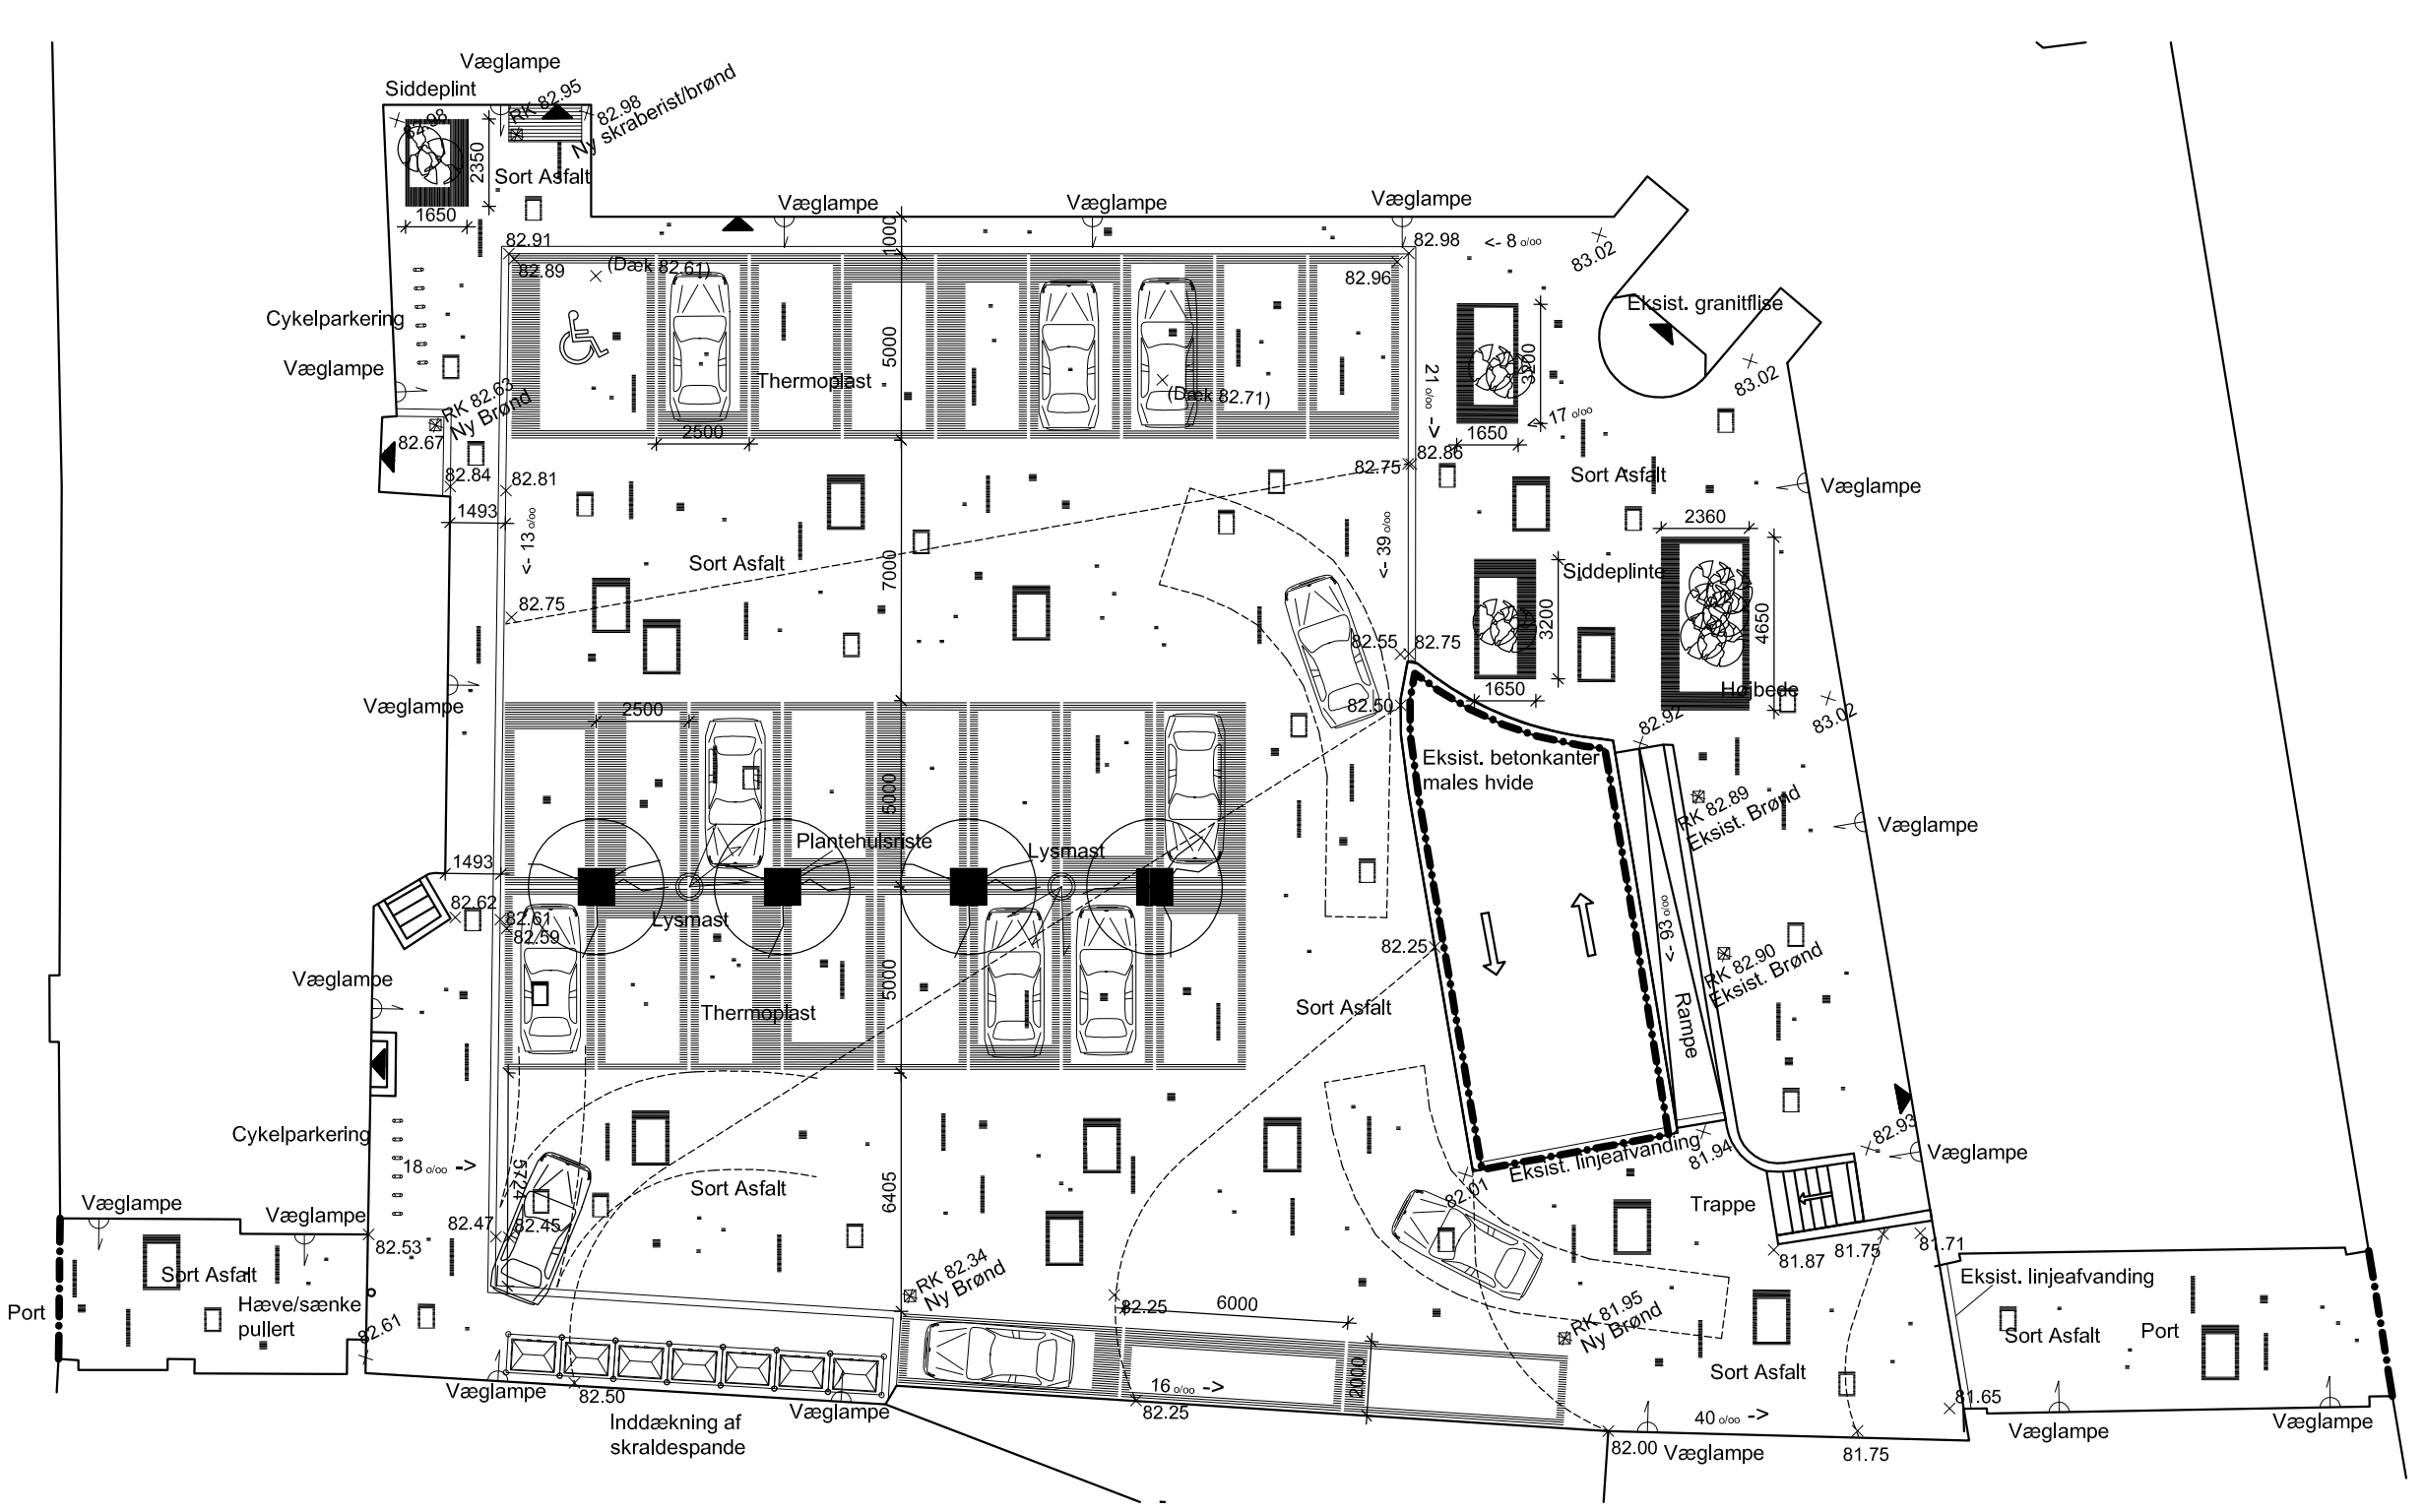 Væglampe
Siddeplint
RK 82.95
82.98
Ny skraberist/brønd
82.98
2350
Sort Asfalt
1650
Væglampe
Væglampe
Væglampe
82.91
1000
82.98
<- 8 o/oo
83.02
82.89
(Dæk 82.61)
82.96
Eksist. granitflise
Cykelparkering
Væglampe
5000
3200
21 o/oo ->
83.02
Thermoplast
(Dæk 82.71)
RK 82.63
Ny Brønd
<- 17 o/oo
82.67
2500
1650
82.86
82.75
82.84
82.81
Sort Asfalt
Væglampe
1493
<- 13 o/oo
<- 39 o/oo
2360
Sort Asfalt
7000
Siddeplinte
82.75
3200
4650
82.55
82.75
1650
Højbede
Væglampe
2500
82.50
82.92
83.02
Eksist. betonkanter
males hvide
5000
RK 82.89
Eksist. Brønd
Væglampe
Plantehulsriste
Lysmast
1493
82.62
82.61
82.59
Lysmast
<- 93 o/oo
82.25
RK 82.90
Eksist. Brønd
Væglampe
5000
Thermoplast
Sort Asfalt
Rampe
Cykelparkering
82.93
Eksist. linjeafvanding
81.94
Væglampe
18 o/oo ->
5724
Sort Asfalt
6405
82.01
Trappe
Væglampe
Væglampe
82.47
82.45
82.53
81.87
81.75
81.71
Sort Asfalt
RK 82.34
Ny Brønd
Eksist. linjeafvanding
Port
Hæve/sænke
pullert
82.61
82.25
6000
RK 81.95
Ny Brønd
Sort Asfalt
Port
Sort Asfalt
Væglampe
82.50
16 o/oo ->
2000
81.65
Væglampe
82.25
40 o/oo ->
Inddækning af
skraldespande
82.00
Væglampe
81.75
Væglampe
Væglampe